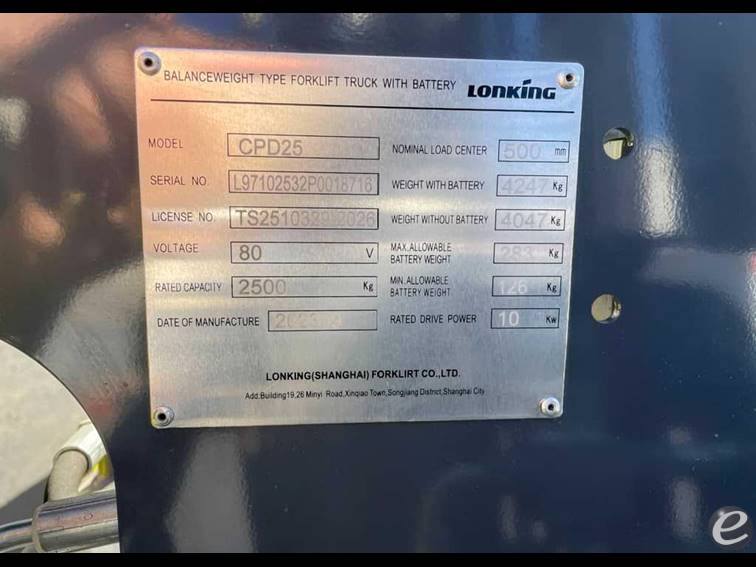 BALANCEWEIGHT TYPE FORKLIFT TRUCK WITH BATTERY LONKING
MODEL CPD25 NOMINAL LOAD CENTER 500 mm
SERIAL NO. L97102532P0018716 WEIGHT WITH BATTERY 4247 Kg
LICENSE NO. WEIGHT WITHOUT BATTERY 4047 Kg
VOLTAGE 80 V MAX.ALLOWABLE BATTERY WEIGHT Kg
RATED CAPACITY 2500 Kg MIN.ALLOWABLE BATTERY WEIGHT 126 Kg
DATE OF MANUFACTURE RATED DRIVE POWER 10 Kw
LONKING(SHANGHAI) FORKLIRT CO.,LTD.
Add:Building19,26 Minyi Road,Xinqiao Town,Songjiang District,Shanghai City
e